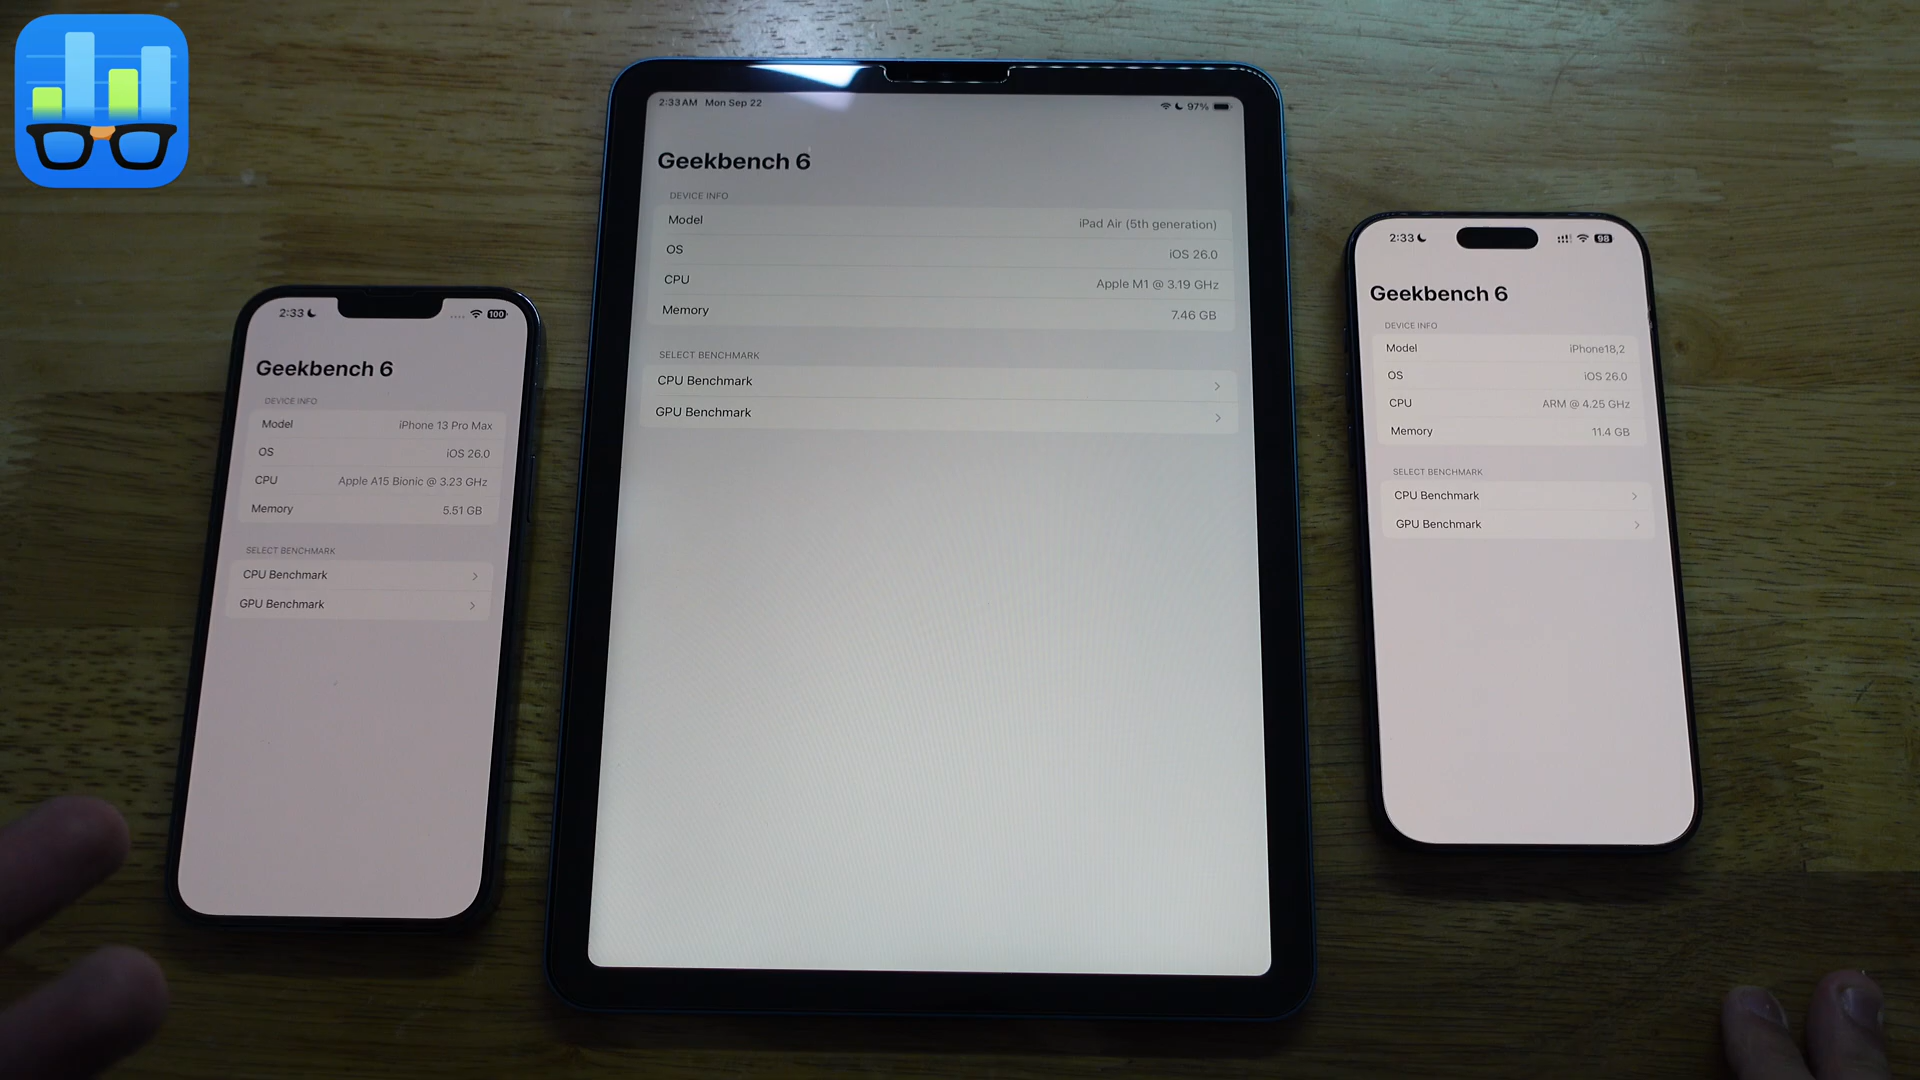 2:33
100
Geekbench 6
DEVICE INFO
Model iPhone 13 Pro Max
OS iOS 26.0
CPU Apple A15 Bionic @ 3.23 GHz
Memory 5.51 GB
SELECT BENCHMARK
CPU Benchmark
GPU Benchmark
2:33 AM Mon Sep 22
97%
Geekbench 6
DEVICE INFO
Model iPad Air (5th generation)
OS iOS 26.0
CPU Apple M1 @ 3.19 GHz
Memory 7.46 GB
SELECT BENCHMARK
CPU Benchmark
GPU Benchmark
2:33
98
Geekbench 6
DEVICE INFO
Model iPhone18,2
OS iOS 26.0
CPU ARM @ 4.25 GHz
Memory 11.4 GB
SELECT BENCHMARK
CPU Benchmark
GPU Benchmark